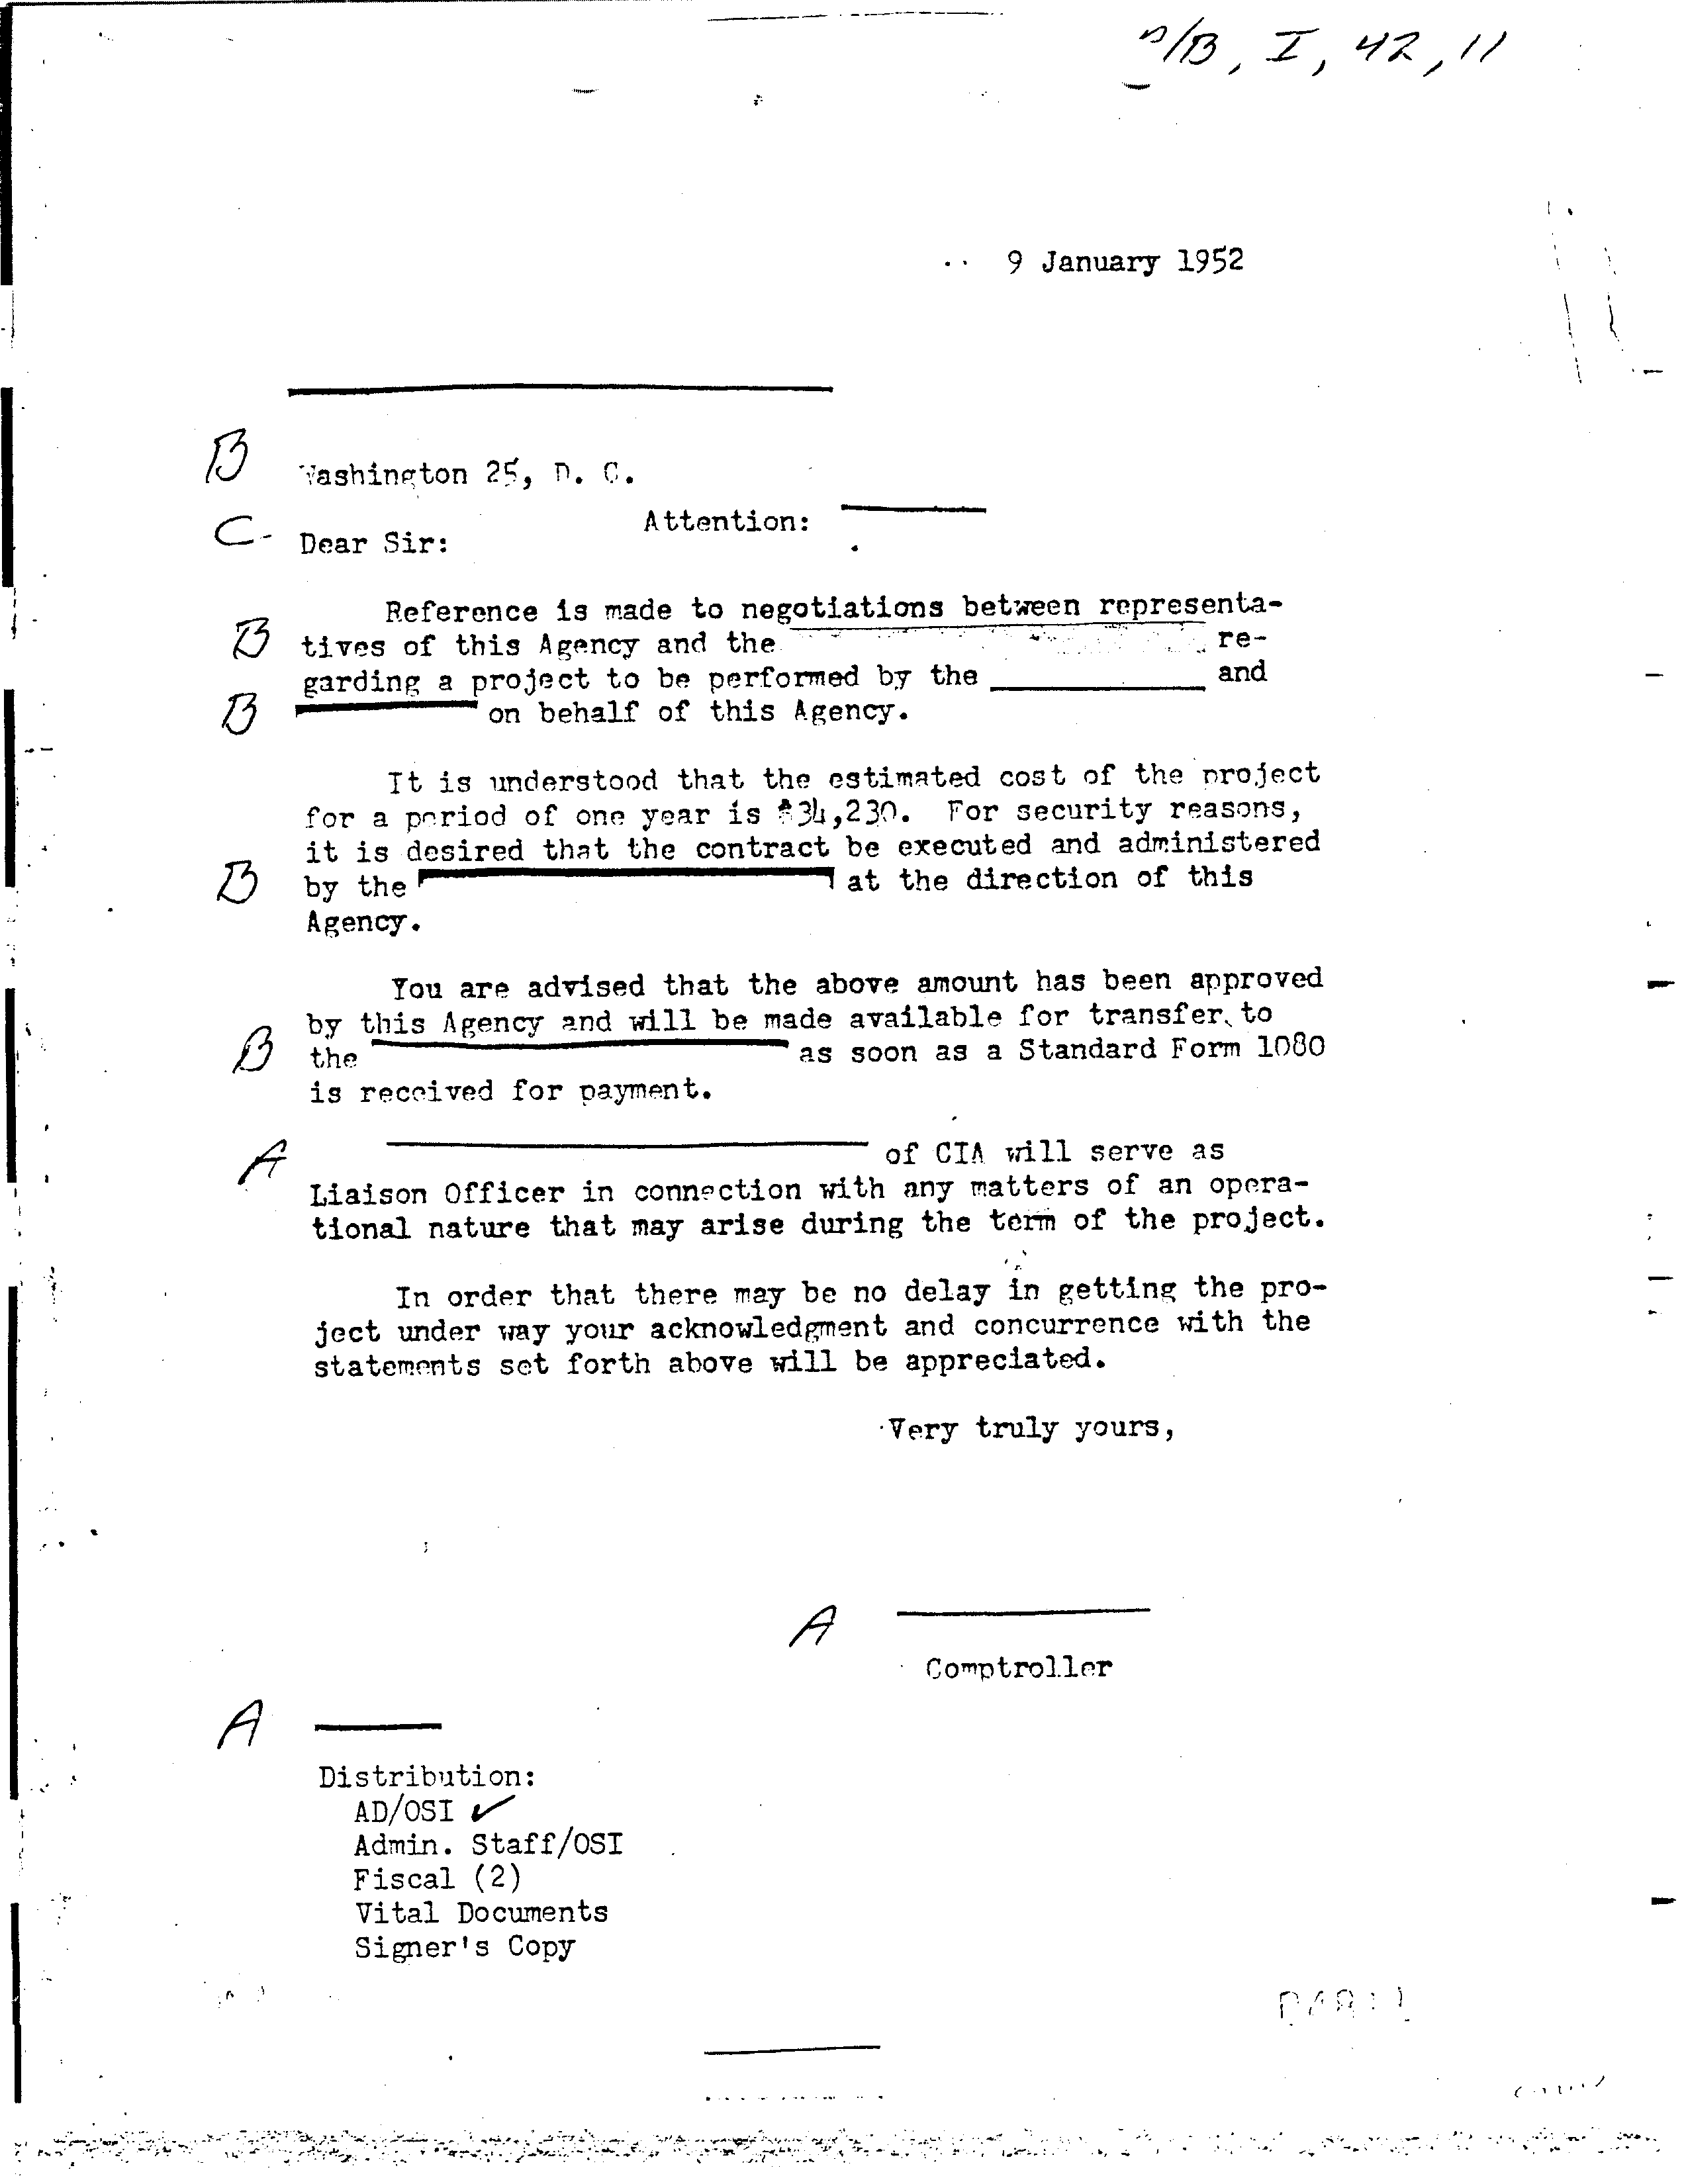 /B, I, 42, 11
9 January 1952
B
Washington 25, D. C.
Attention:
C-
Dear Sir:
Reference is made to negotiations between representa-
B tives of this Agency and the re-
garding a project to be performed by the and
B on behalf of this Agency.
It is understood that the estimated cost of the project
for a period of one year is $34,230. For security reasons,
it is desired that the contract be executed and administered
B by the at the direction of this
Agency.
You are advised that the above amount has been approved
by this Agency and will be made available for transfer to
B the as soon as a Standard Form 1080
is received for payment.
A of CIA will serve as
Liaison Officer in connection with any matters of an opera-
tional nature that may arise during the term of the project.
In order that there may be no delay in getting the pro-
ject under way your acknowledgment and concurrence with the
statements set forth above will be appreciated.
Very truly yours,
A
Comptroller
A
Distribution:
AD/OSI ✓
Admin. Staff/OSI
Fiscal (2)
Vital Documents
Signer's Copy